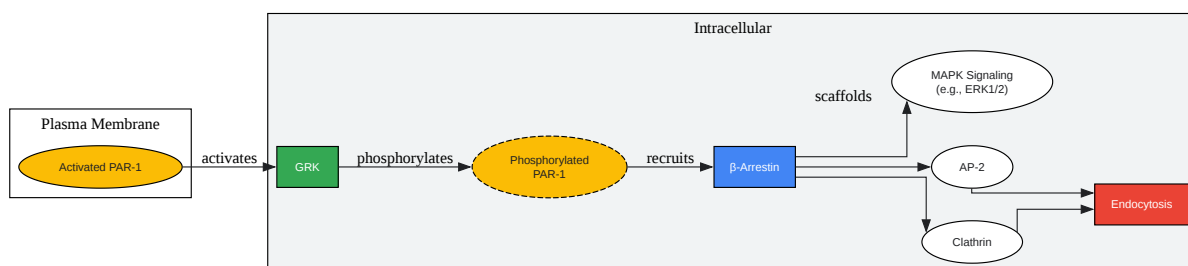 Intracellular
MAPK Signaling
(e.g., ERK1/2)
scaffolds
Plasma Membrane
Activated PAR-1
activates
GRK
phosphorylates
Phosphorylated
PAR-1
recruits
β-Arrestin
AP-2
Endocytosis
Clathrin